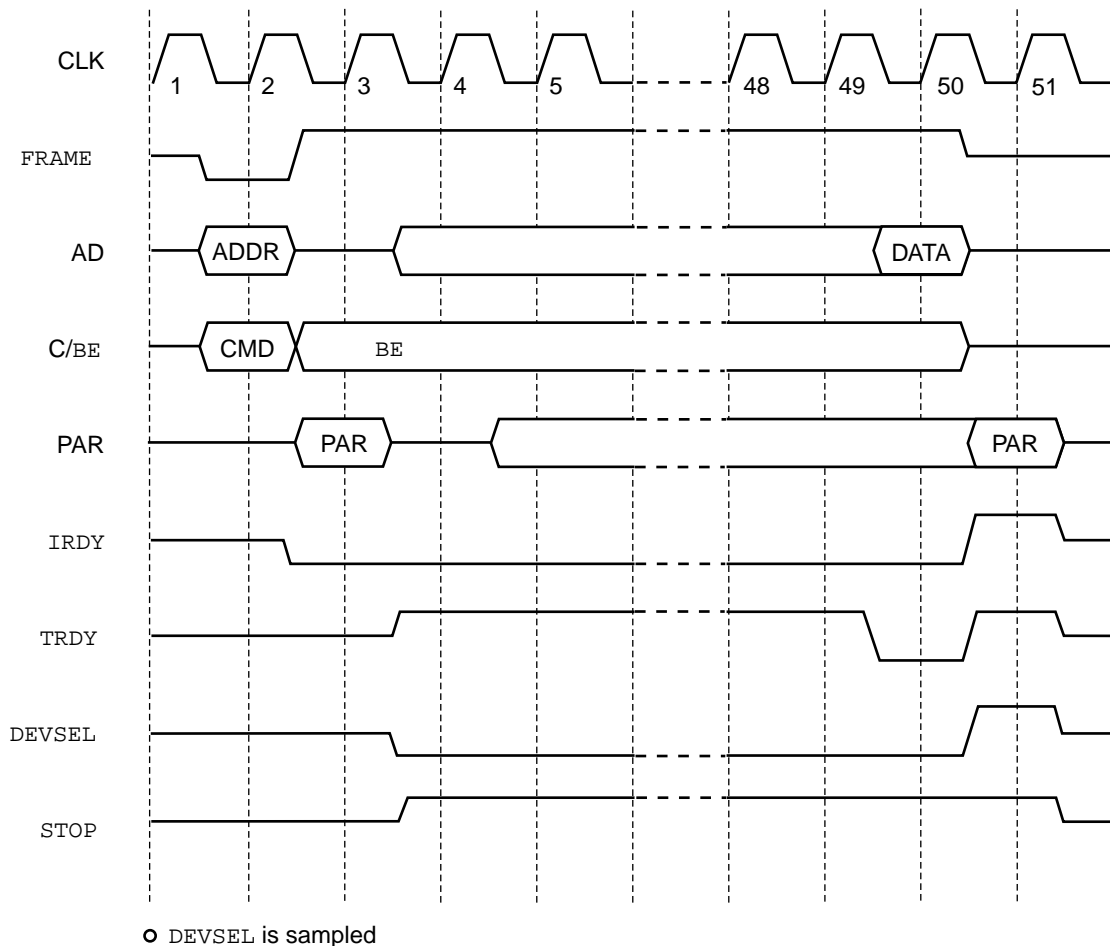 CLK
1 2 3 4 5 48 49 50 51
FRAME
AD
ADDR DATA
C/BE
CMD BE
PAR
PAR PAR
IRDY
TRDY
DEVSEL
STOP
DEVSEL is sampled